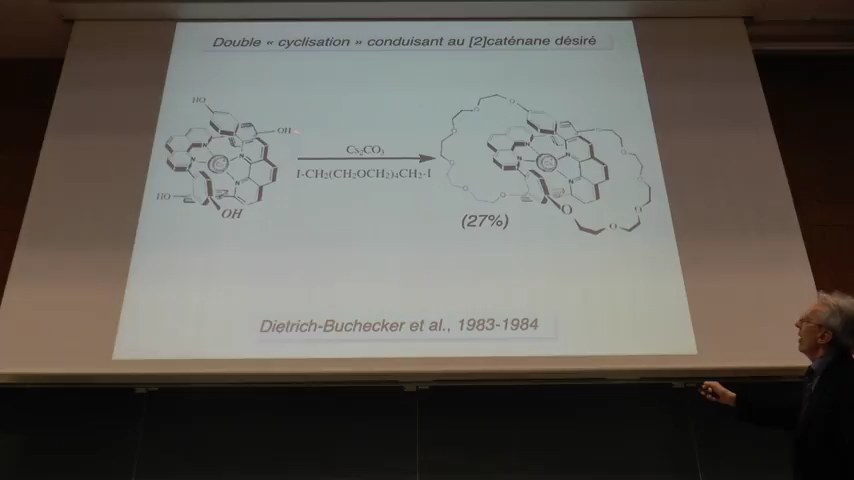 Double « cyclisation » conduisant au [2]caténane désiré
HO
OH
HO
OH
Cs2CO3
I-CH2(CH2OCH2)4CH2-I
(27%)
Dietrich-Buchecker et al., 1983-1984